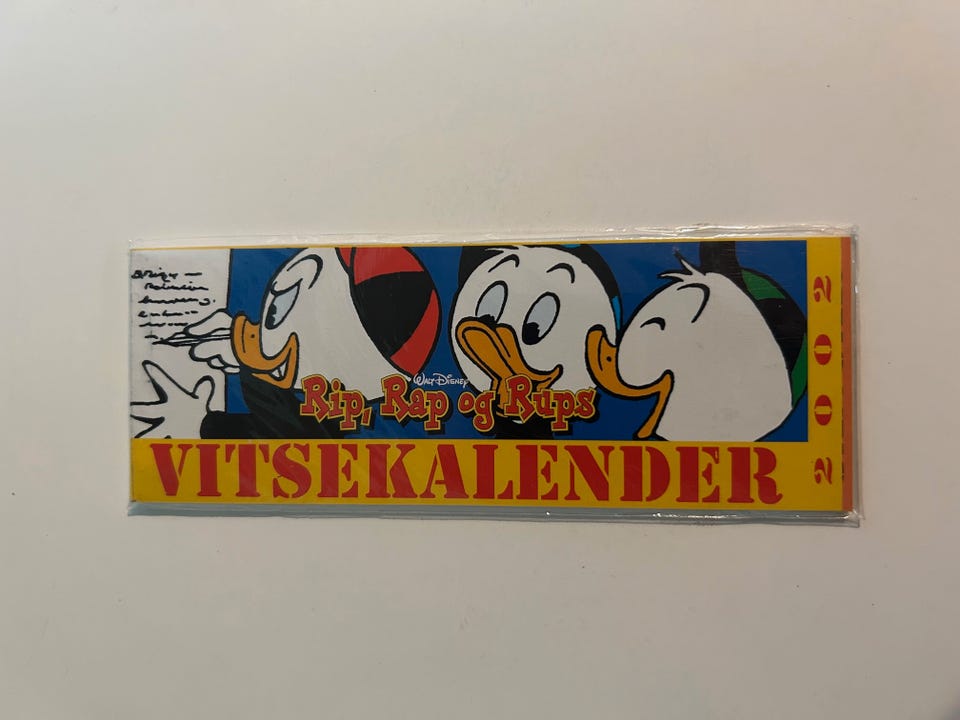 WALT DISNEY
Rip, Rap og Rups
VITSEKALENDER
2002